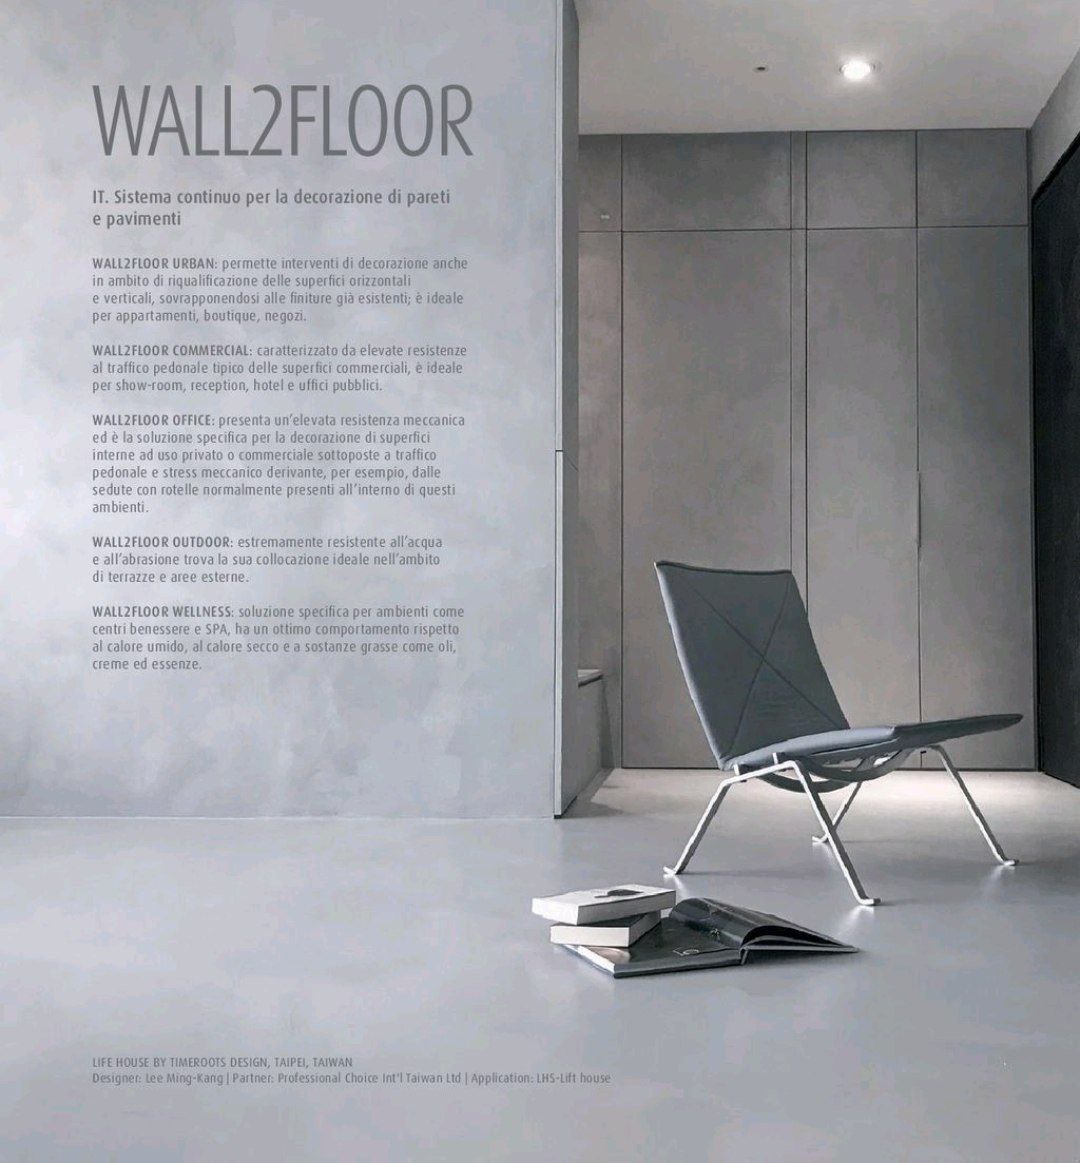 WALL2FLOOR
IT. Sistema continuo per la decorazione di pareti
e pavimenti
WALL2FLOOR URBAN: permette interventi di decorazione anche
in ambito di riqualificazione delle superfici orizzontali
e verticali, sovrapponendosi alle finiture già esistenti; è ideale
per appartamenti, boutique, negozi.
WALL2FLOOR COMMERCIAL: caratterizzato da elevate resistenze
al traffico pedonale tipico delle superfici commerciali, è ideale
per show-room, reception, hotel e uffici pubblici.
WALL2FLOOR OFFICE: presenta un'elevata resistenza meccanica
ed è la soluzione specifica per la decorazione di superfici
interne ad uso privato o commerciale sottoposte a traffico
pedonale e stress meccanico derivante, per esempio, dalle
sedute con rotelle normalmente presenti all'interno di questi
ambienti.
WALL2FLOOR OUTDOOR: estremamente resistente all'acqua
e all'abrasione trova la sua collocazione ideale nell'ambito
di terrazze e aree esterne.
WALL2FLOOR WELLNESS: soluzione specifica per ambienti come
centri benessere e SPA, ha un ottimo comportamento rispetto
al calore umido, al calore secco e a sostanze grasse come oli,
creme ed essenze.
LIFE HOUSE BY TIMEROOTS DESIGN, TAIPEI, TAIWAN
Designer: Lee Ming-Kang | Partner: Professional Choice Int'l Taiwan Ltd | Application: LHS-Lift house